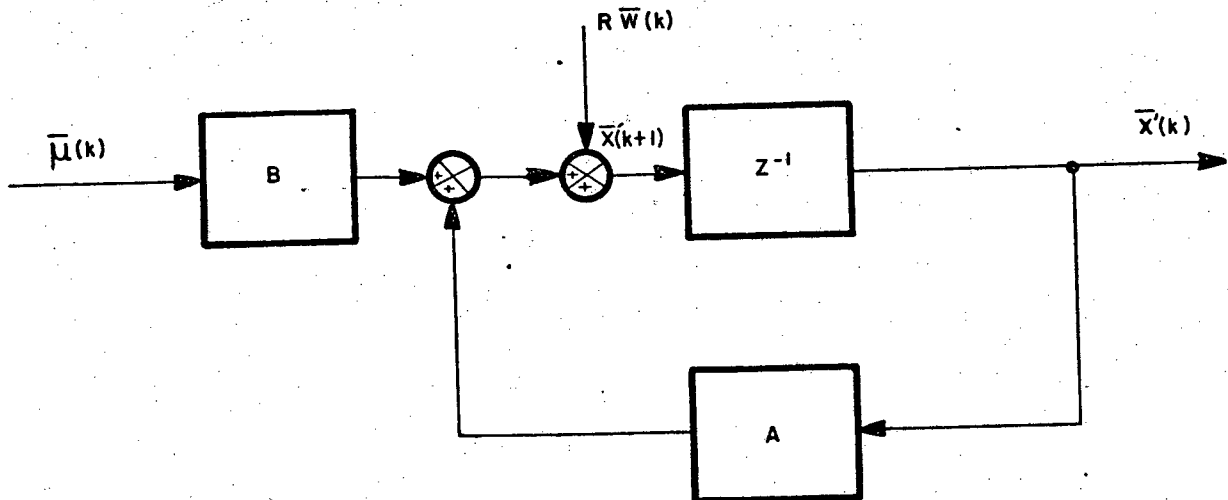 R W̅(k)
μ̅(k)
B
+
+
+
+
X̅'(k+1)
Z⁻¹
X̅'(k)
A